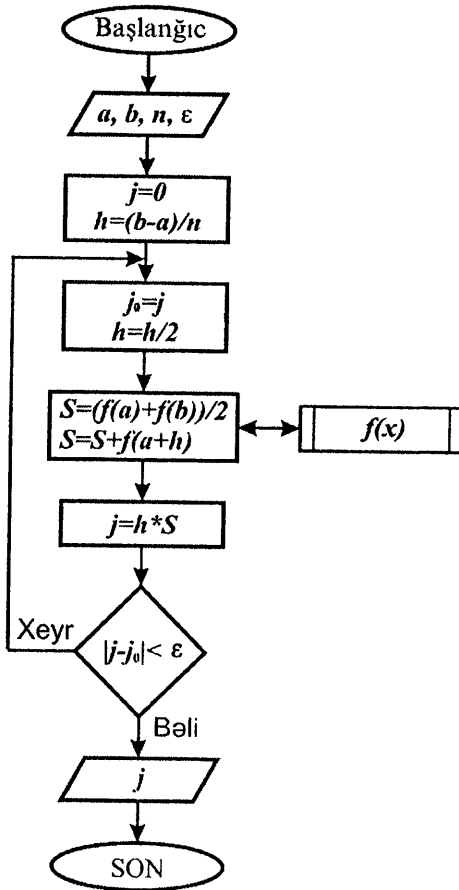 Başlanğıc
a, b, n, ε
j=0
h=(b-a)/n
j₀=j
h=h/2
S=(f(a)+f(b))/2
S=S+f(a+h)
f(x)
j=h*S
|j-j₀|< ε
Xeyr
Bəli
j
SON